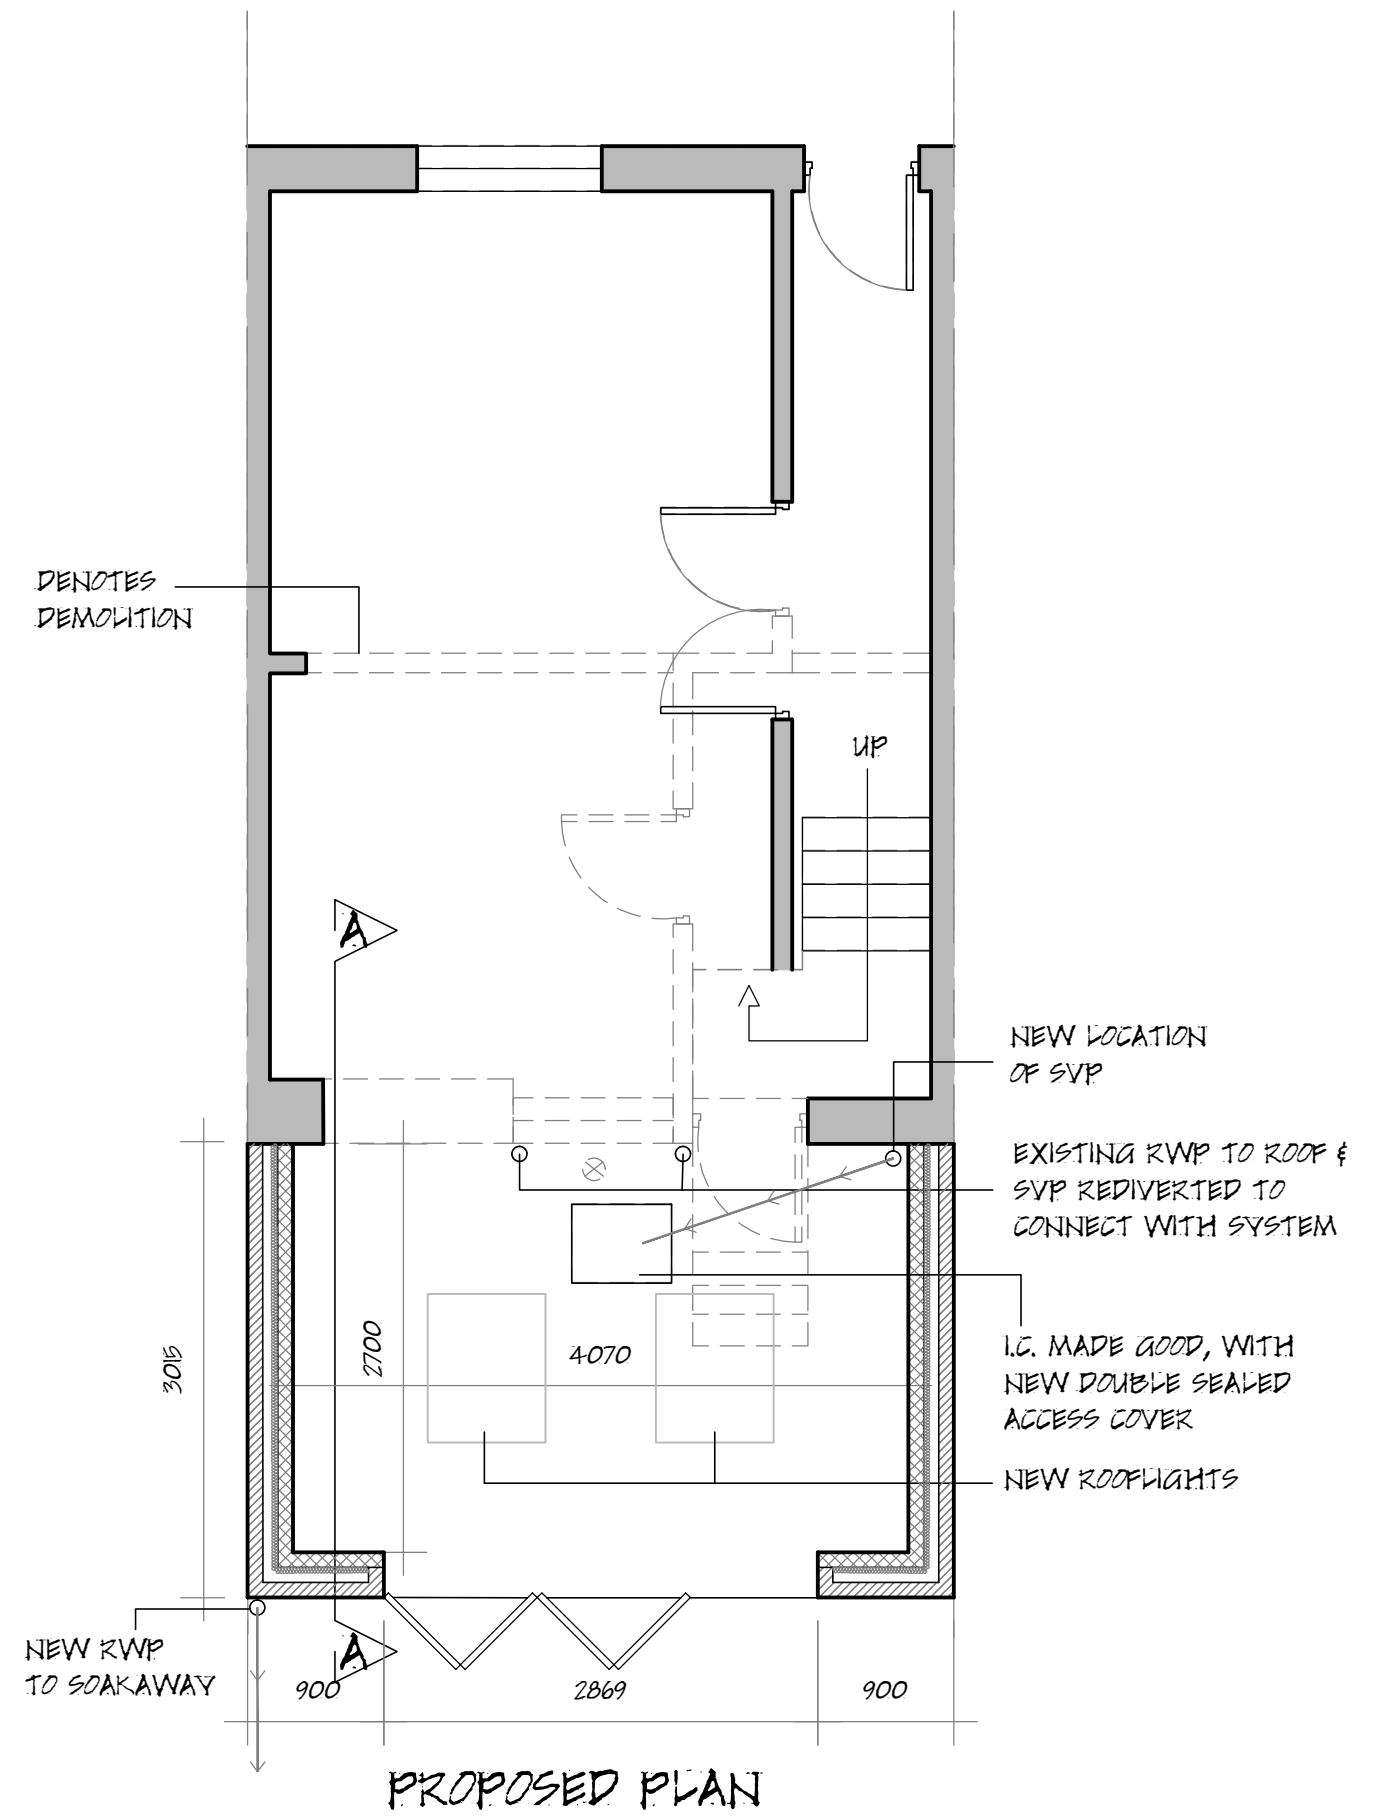 DENOTES
DEMOLITION
UP
A
NEW LOCATION
OF SVP
EXISTING RWP TO ROOF &
SVP REDIVERTED TO
CONNECT WITH SYSTEM
3015
2700
4070
I.C. MADE GOOD, WITH
NEW DOUBLE SEALED
ACCESS COVER
NEW ROOFLIGHTS
NEW RWP
TO SOAKAWAY
A
900
2869
900
PROPOSED PLAN